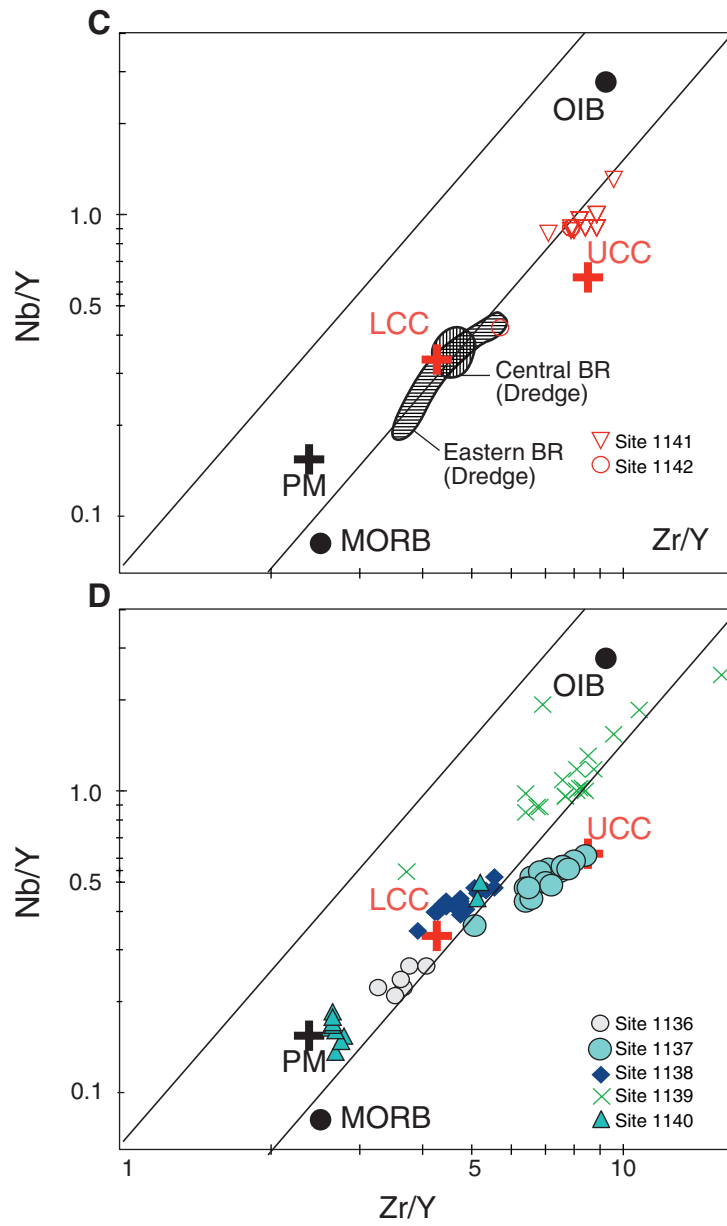 C
OIB
1.0
UCC
Nb/Y
0.5
LCC
Central BR
(Dredge)
Eastern BR
(Dredge)
Site 1141
Site 1142
PM
0.1
MORB
Zr/Y
D
OIB
1.0
UCC
Nb/Y
0.5
LCC
Site 1136
Site 1137
Site 1138
Site 1139
Site 1140
PM
MORB
0.1
1
5
10
Zr/Y